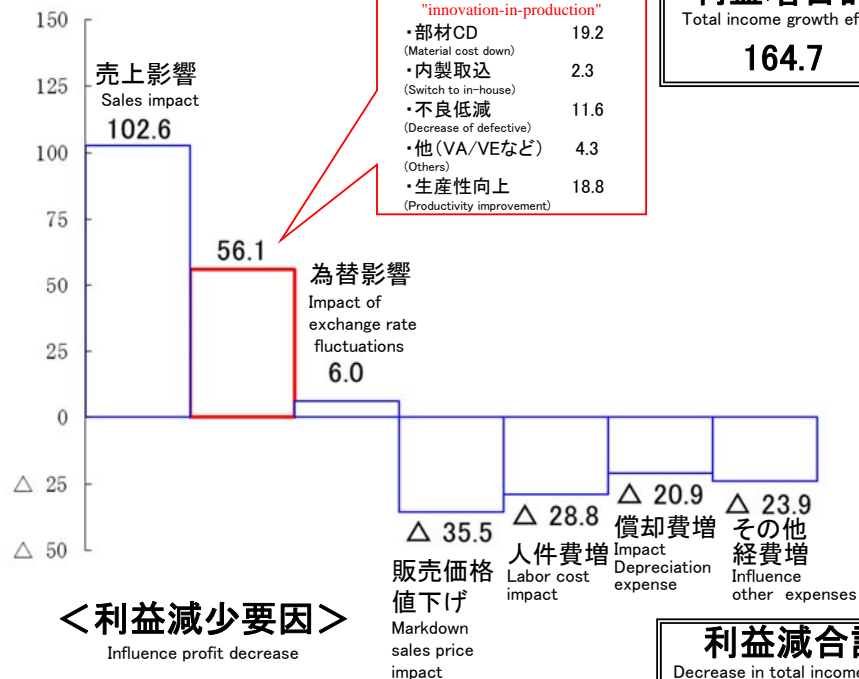 "innovation-in-production"
・部材CD 19.2
(Material cost down)
・内製取込 2.3
(Switch to in-house)
・不良低減 11.6
(Decrease of defective)
・他(VA/VEなど) 4.3
(Others)
・生産性向上 18.8
(Productivity improvement)
Total income growth
164.7
150
125
100
75
50
25
0
△ 25
△ 50
売上影響
Sales impact
102.6
56.1
為替影響
Impact of
exchange rate
fluctuations
6.0
△ 35.5
販売価格
値下げ
Markdown
sales price
impact
△ 28.8
人件費増
Labor cost
impact
△ 20.9
償却費増
Impact
Depreciation
expense
△ 23.9
その他
経費増
Influence
other expenses
＜利益減少要因＞
Influence profit decrease
利益減合計
Decrease in total income